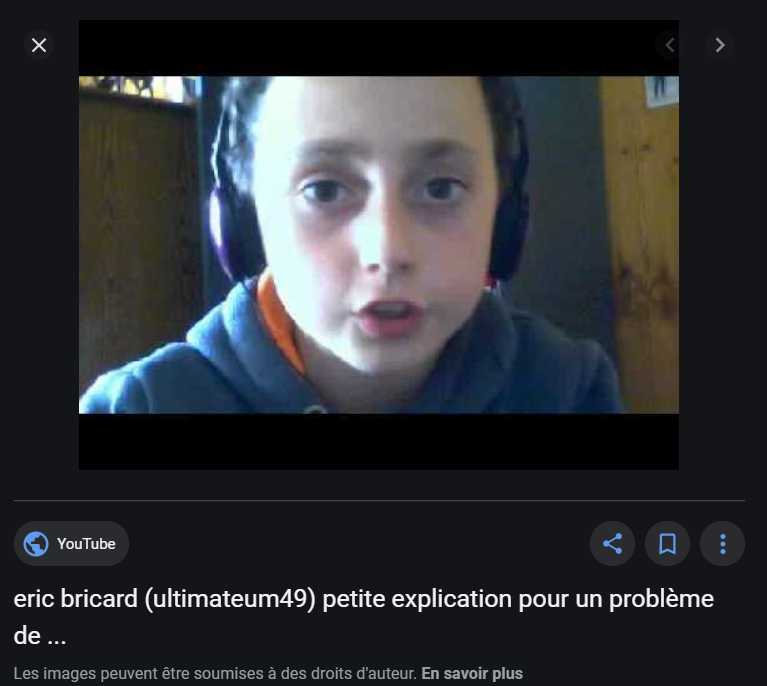 YouTube
eric bricard (ultimateum49) petite explication pour un problème
de ...
Les images peuvent être soumises à des droits d'auteur. En savoir plus